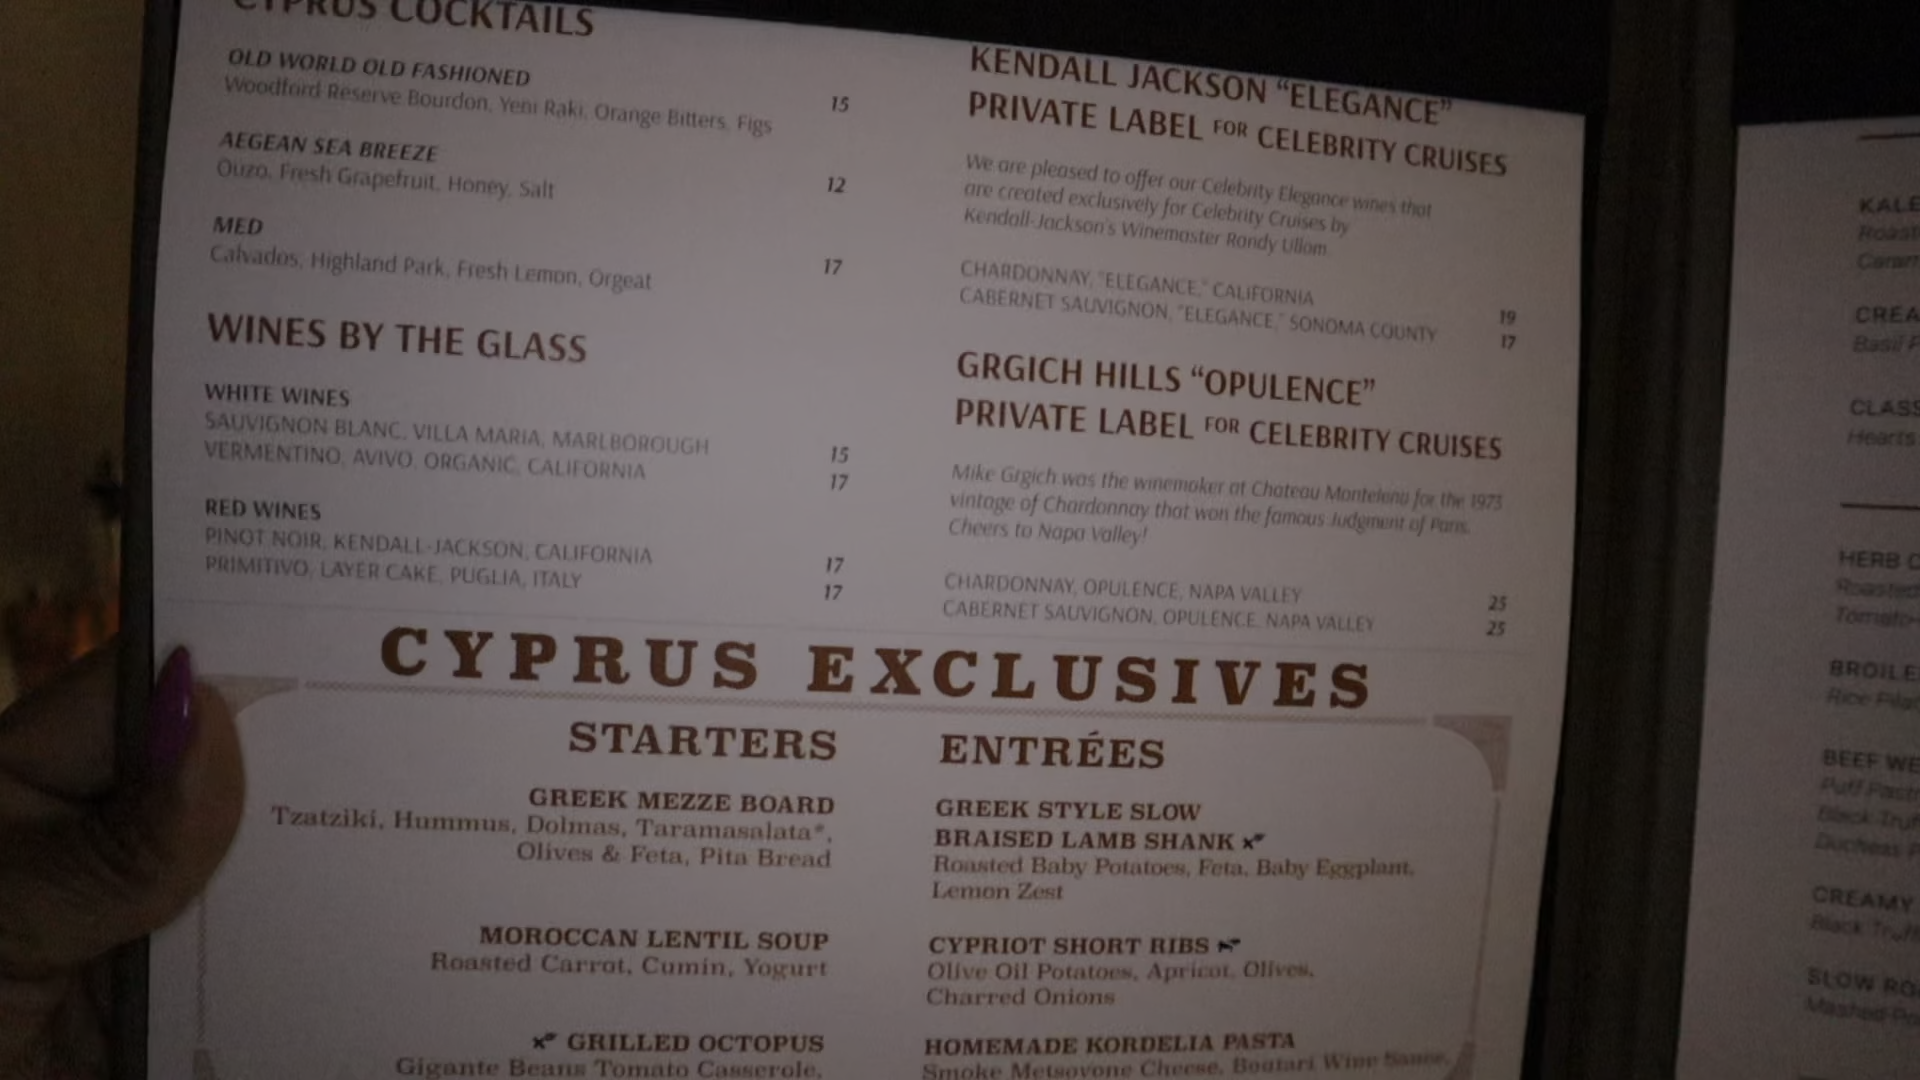 CYPRUS COCKTAILS
OLD WORLD OLD FASHIONED
Woodford Reserve Bourdon, Yeni Raki, Orange Bitters, Figs 15
AEGEAN SEA BREEZE
Ouzo, Fresh Grapefruit, Honey, Salt 12
MED
Calvados, Highland Park, Fresh Lemon, Orgeat 17
WINES BY THE GLASS
WHITE WINES
SAUVIGNON BLANC, VILLA MARIA, MARLBOROUGH 15
VERMENTINO, AVIVO, ORGANIC, CALIFORNIA 17
RED WINES
PINOT NOIR, KENDALL-JACKSON, CALIFORNIA 17
PRIMITIVO, LAYER CAKE, PUGLIA, ITALY 17
KENDALL JACKSON “ELEGANCE”
PRIVATE LABEL FOR CELEBRITY CRUISES
We are pleased to offer our Celebrity Elegance wines that
are created exclusively for Celebrity Cruises by
Kendall-Jackson's Winemaster Randy Ullom
CHARDONNAY, "ELEGANCE," CALIFORNIA 19
CABERNET SAUVIGNON, "ELEGANCE," SONOMA COUNTY 17
GRGICH HILLS “OPULENCE”
PRIVATE LABEL FOR CELEBRITY CRUISES
Mike Grgich was the winemaker at Chateau Montelena for the 1973
vintage of Chardonnay that won the famous Judgment of Paris.
Cheers to Napa Valley!
CHARDONNAY, OPULENCE, NAPA VALLEY 25
CABERNET SAUVIGNON, OPULENCE, NAPA VALLEY 25
CYPRUS EXCLUSIVES
STARTERS
GREEK MEZZE BOARD
Tzatziki, Hummus, Dolmas, Taramasalata*,
Olives & Feta, Pita Bread
MOROCCAN LENTIL SOUP
Roasted Carrot, Cumin, Yogurt
GRILLED OCTOPUS
Gigante Beans Tomato Casserole,
ENTRÉES
GREEK STYLE SLOW
BRAISED LAMB SHANK
Roasted Baby Potatoes, Feta, Baby Eggplant,
Lemon Zest
CYPRIOT SHORT RIBS
Olive Oil Potatoes, Apricot, Olives,
Charred Onions
HOMEMADE KORDELIA PASTA
Smoke Metsovone Cheese, Boutari Wine Sauce,
KALE
Roast
Caram
CREA
Basil P
CLASS
Hearts
HERB C
Roasted
Tomato
BROILE
Rice Pilaf
BEEF WE
Puff Past
Black Truf
Duchess P
CREAMY
Black Truff
SLOW RO
Mashed Po